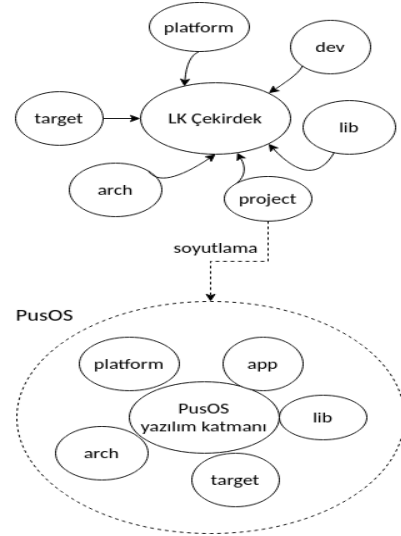 platform
dev
target
LK Çekirdek
lib
arch
project
soyutlama
PusOS
platform
app
PusOS
yazılım katmanı
lib
arch
target